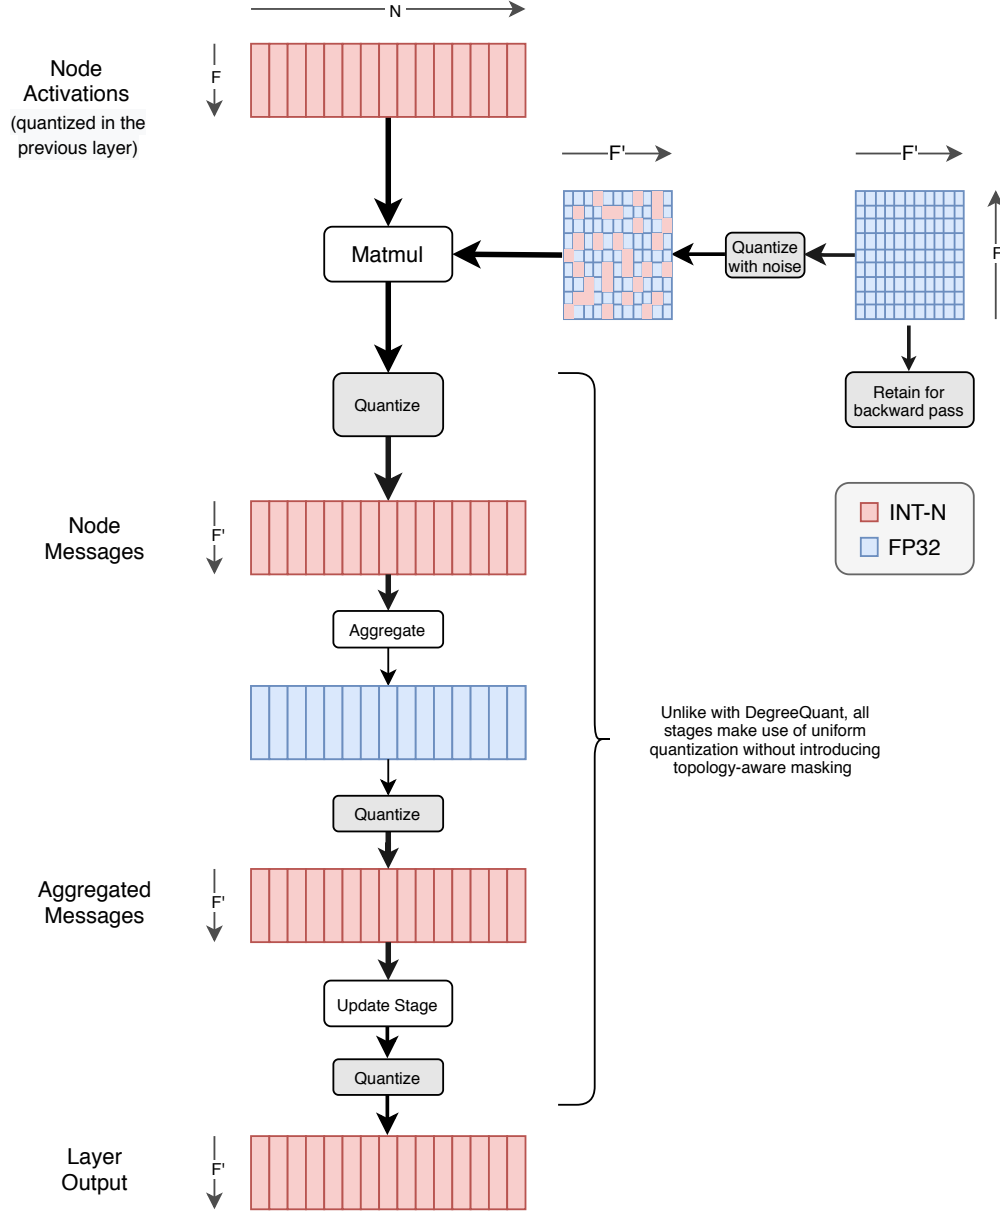 N
Node
Activations
(quantized in the
previous layer)
F
F'
F'
Matmul
Quantize
with noise
F
Quantize
Retain for
backward pass
Node
Messages
F'
INT-N
FP32
Aggregate
Unlike with DegreeQuant, all
stages make use of uniform
quantization without introducing
topology-aware masking
Quantize
Aggregated
Messages
F'
Update Stage
Quantize
Layer
Output
F'